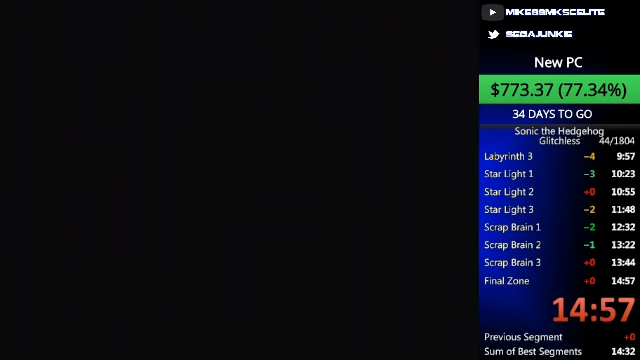 MIKE89MKSCELITE
SEGAJUNKIE
New PC
$773.37 (77.34%)
34 DAYS TO GO
Sonic the Hedgehog
Glitchless 44/1804
Labyrinth 3 −4 9:57
Star Light 1 −3 10:23
Star Light 2 +0 10:55
Star Light 3 −2 11:48
Scrap Brain 1 −2 12:32
Scrap Brain 2 −1 13:22
Scrap Brain 3 +0 13:44
Final Zone +0 14:57
14:57
Previous Segment +0
Sum of Best Segments 14:32